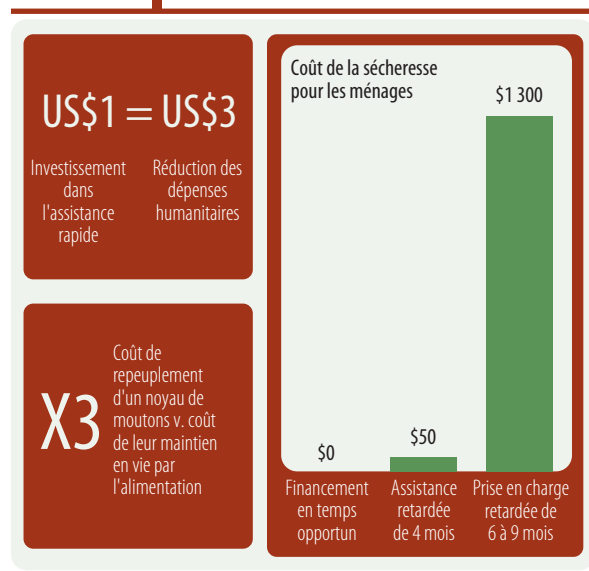 US$1 = US$3
Investissement
dans
l'assistance
rapide
Réduction des
dépenses
humanitaires
X3
Coût de
repeuplement
d'un noyau de
moutons v. coût
de leur maintien
en vie par
l'alimentation
Coût de la sécheresse
pour les ménages
$0
$50
$1 300
Financement
en temps
opportun
Assistance
retardée
de 4 mois
Prise en charge
retardée de
6 à 9 mois